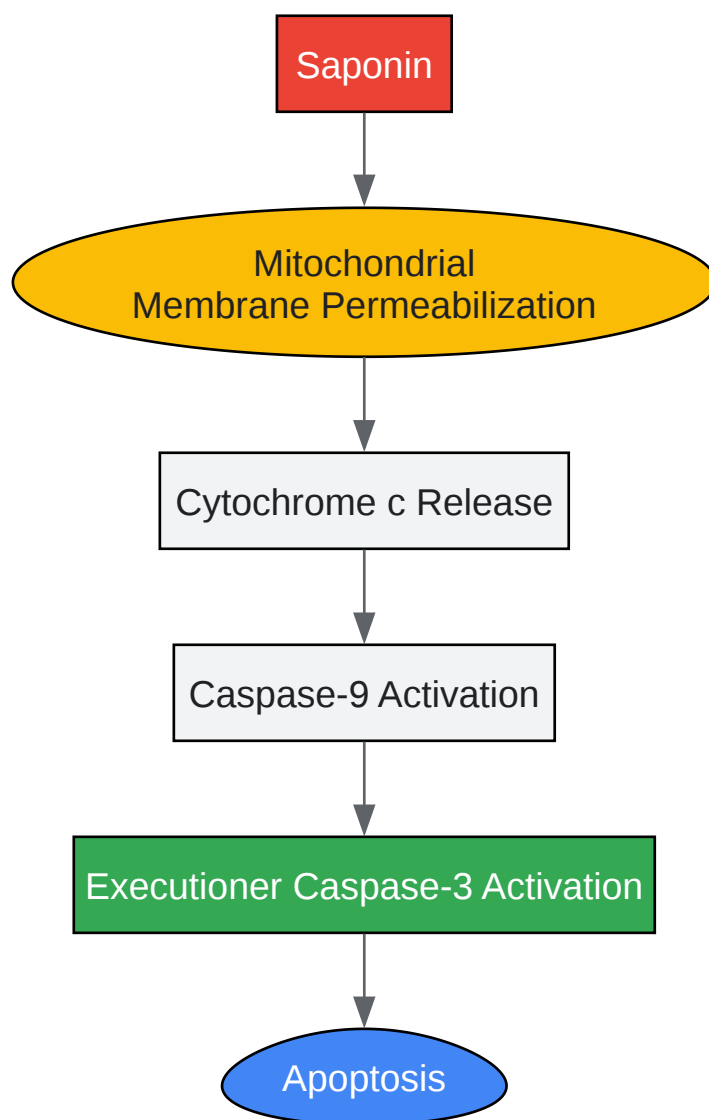 Saponin
Mitochondrial
Membrane Permeabilization
Cytochrome c Release
Caspase-9 Activation
Executioner Caspase-3 Activation
Apoptosis